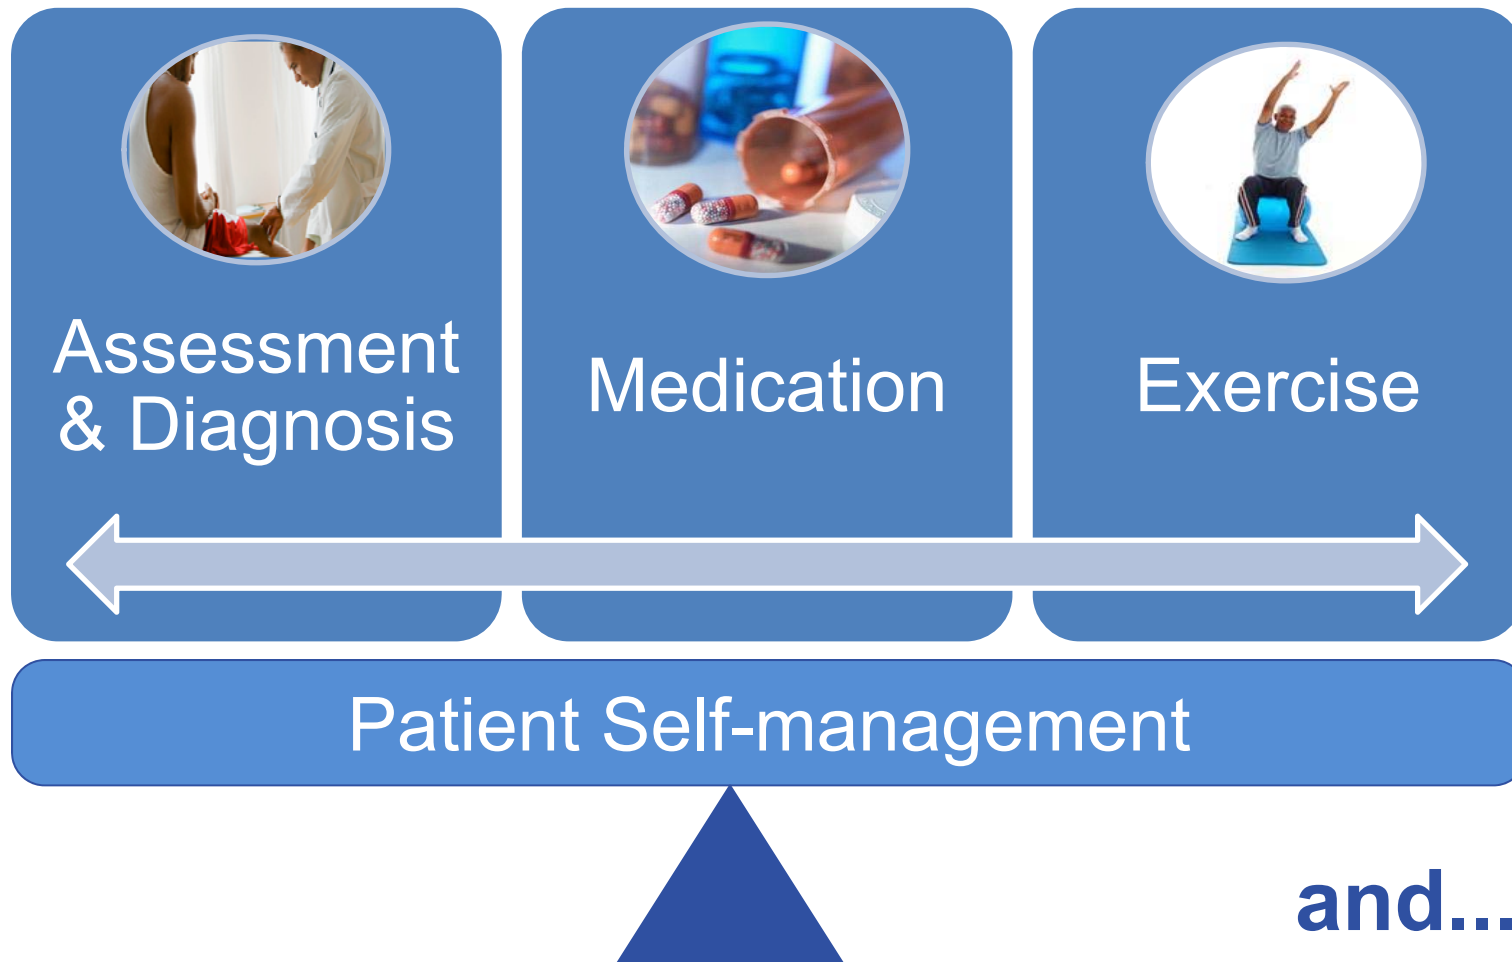 Assessment
& Diagnosis
Medication
Exercise
Patient Self-management
and...